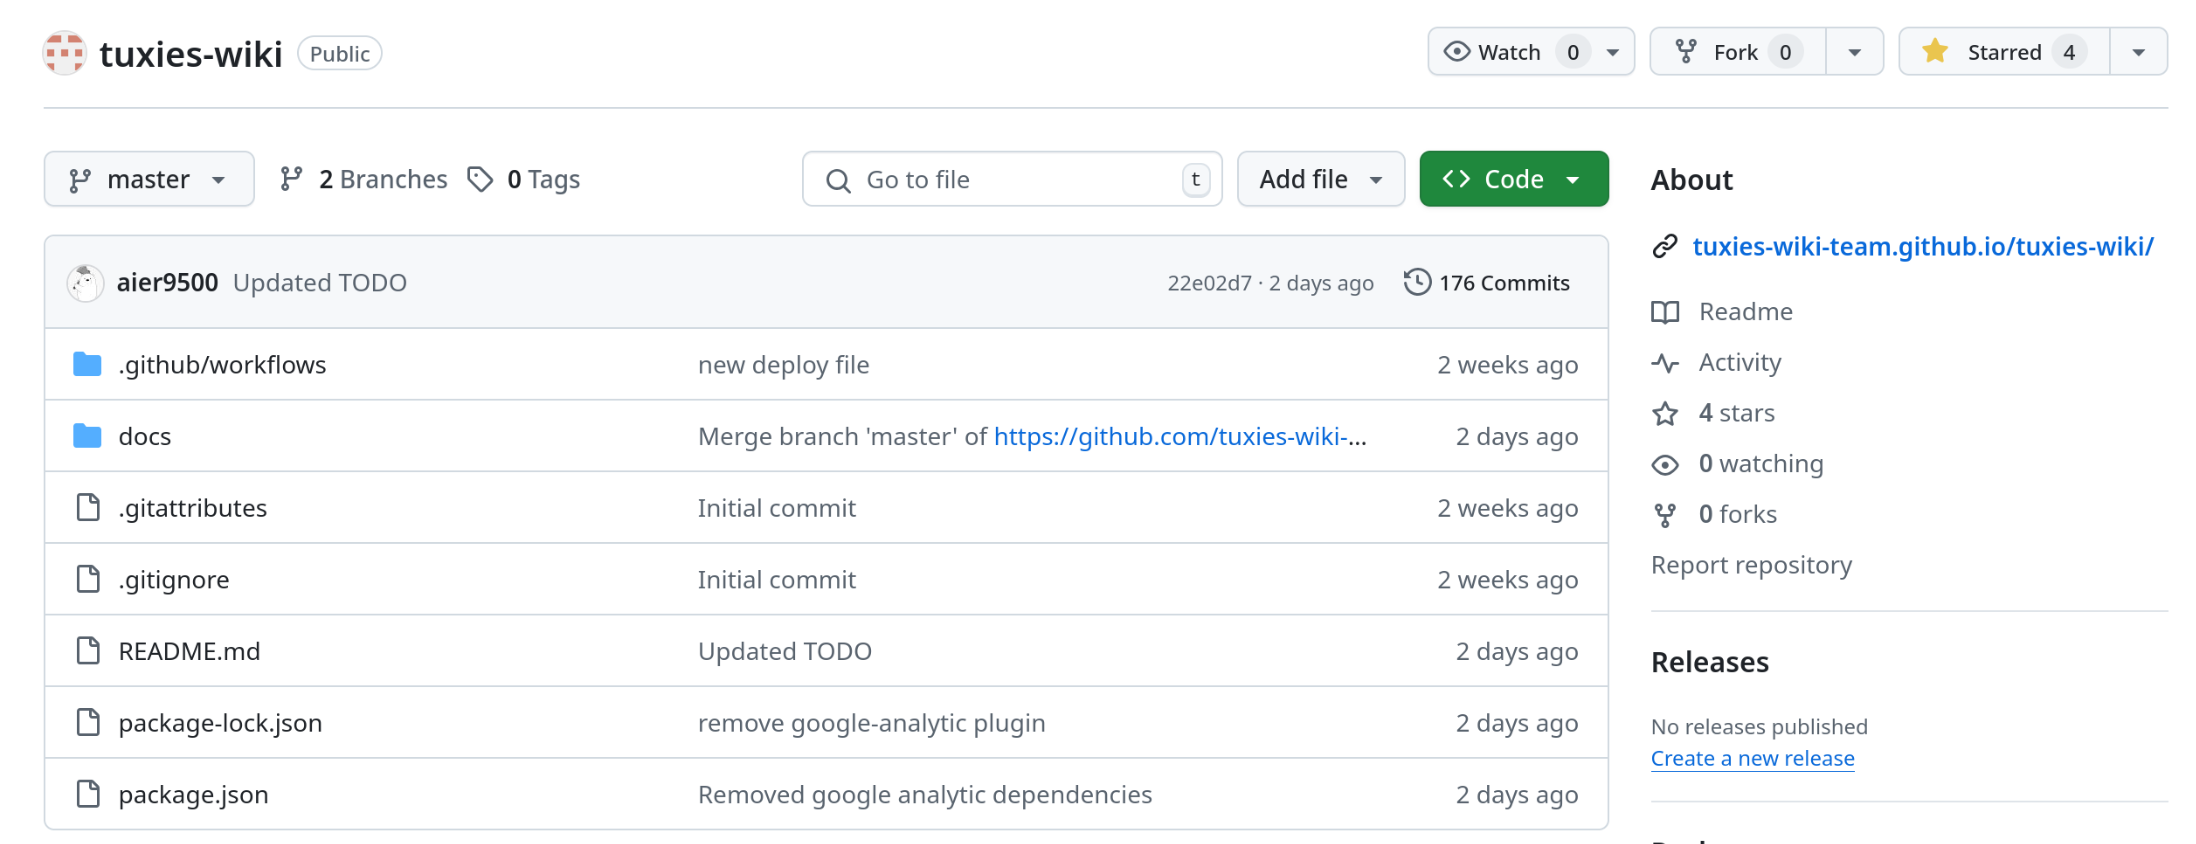 tuxies-wiki Public Watch 0 Fork 0 Starred 4
master 2 Branches 0 Tags Go to file t Add file Code
aier9500 Updated TODO 22e02d7 · 2 days ago 176 Commits
.github/workflows new deploy file 2 weeks ago
docs Merge branch 'master' of https://github.com/tuxies-wiki-... 2 days ago
.gitattributes Initial commit 2 weeks ago
.gitignore Initial commit 2 weeks ago
README.md Updated TODO 2 days ago
package-lock.json remove google-analytic plugin 2 days ago
package.json Removed google analytic dependencies 2 days ago
About
tuxies-wiki-team.github.io/tuxies-wiki/
Readme
Activity
4 stars
0 watching
0 forks
Report repository
Releases
No releases published
Create a new release